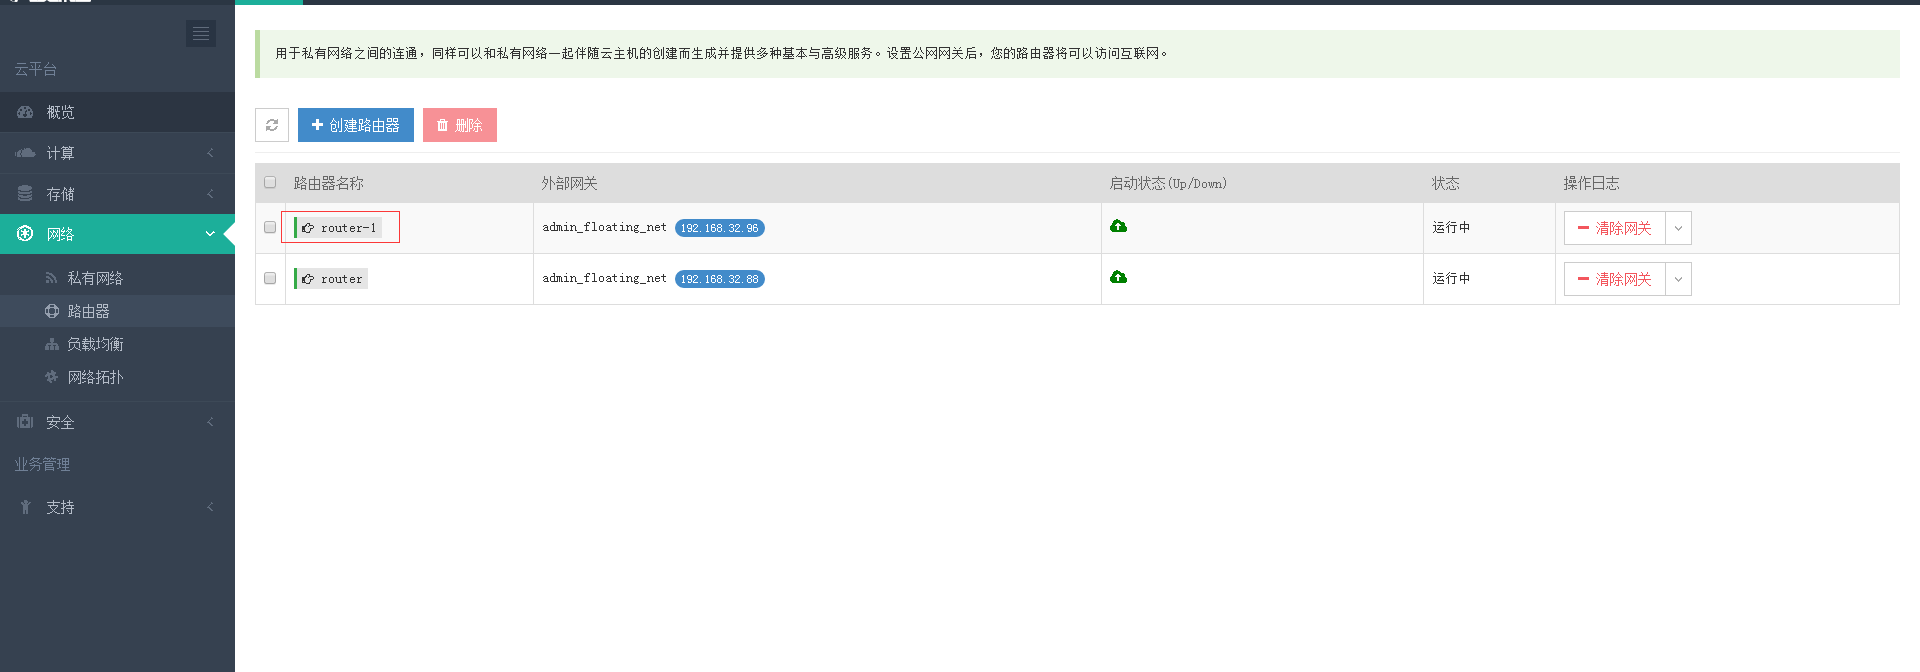 云平台
概览
计算
存储
网络
私有网络
路由器
负载均衡
网络拓扑
安全
业务管理
支持
用于私有网络之间的连通，同样可以和私有网络一起伴随云主机的创建而生成并提供多种基本与高级服务。设置公网网关后，您的路由器将可以访问互联网。
创建路由器 删除
路由器名称 外部网关 启动状态(Up/Down) 状态 操作日志
router-1 admin_floating_net 192.168.32.96 运行中 清除网关
router admin_floating_net 192.168.32.88 运行中 清除网关